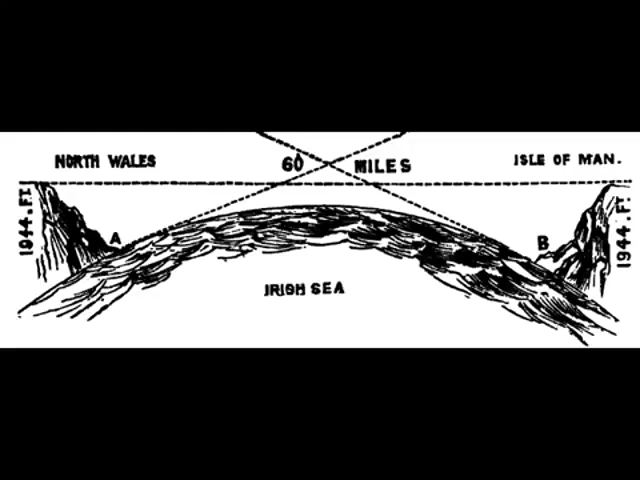 NORTH WALES
60 MILES
ISLE OF MAN.
1944.FT.
A
B
1944.FT.
IRISH SEA